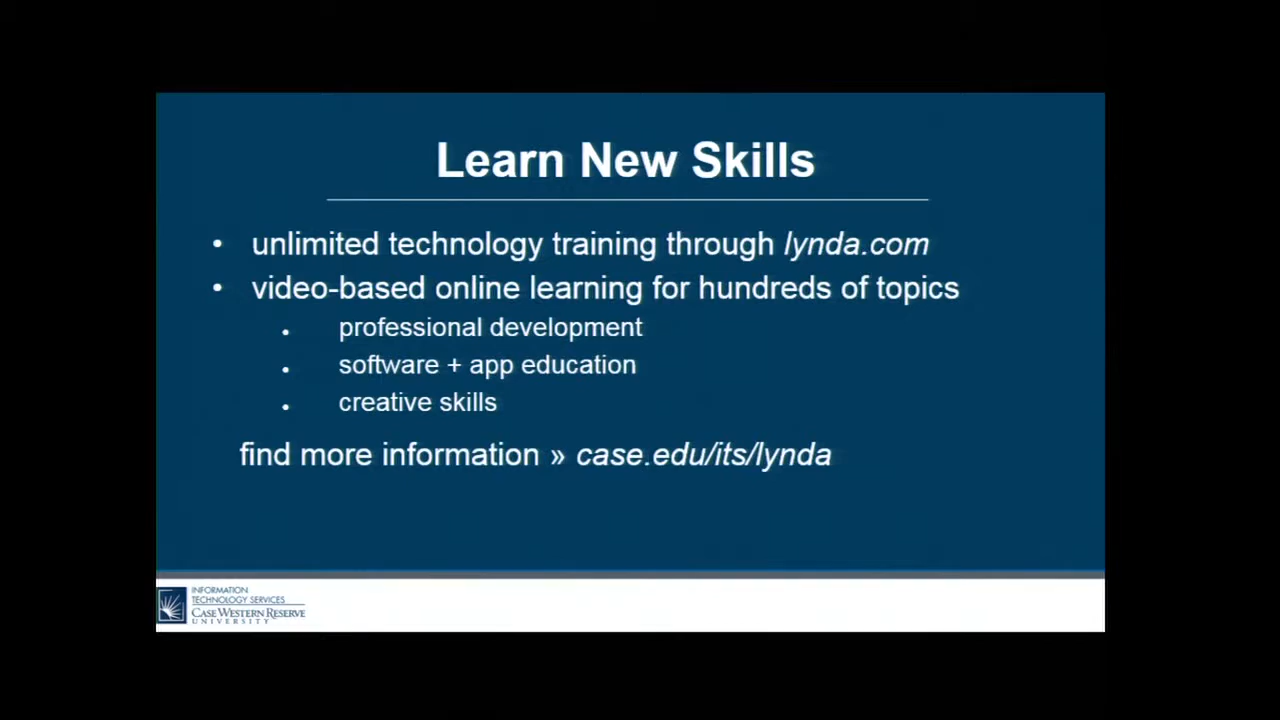 Learn New Skills
• unlimited technology training through lynda.com
• video-based online learning for hundreds of topics
• professional development
• software + app education
• creative skills
find more information » case.edu/its/lynda
INFORMATION
TECHNOLOGY SERVICES
CASE WESTERN RESERVE
UNIVERSITY